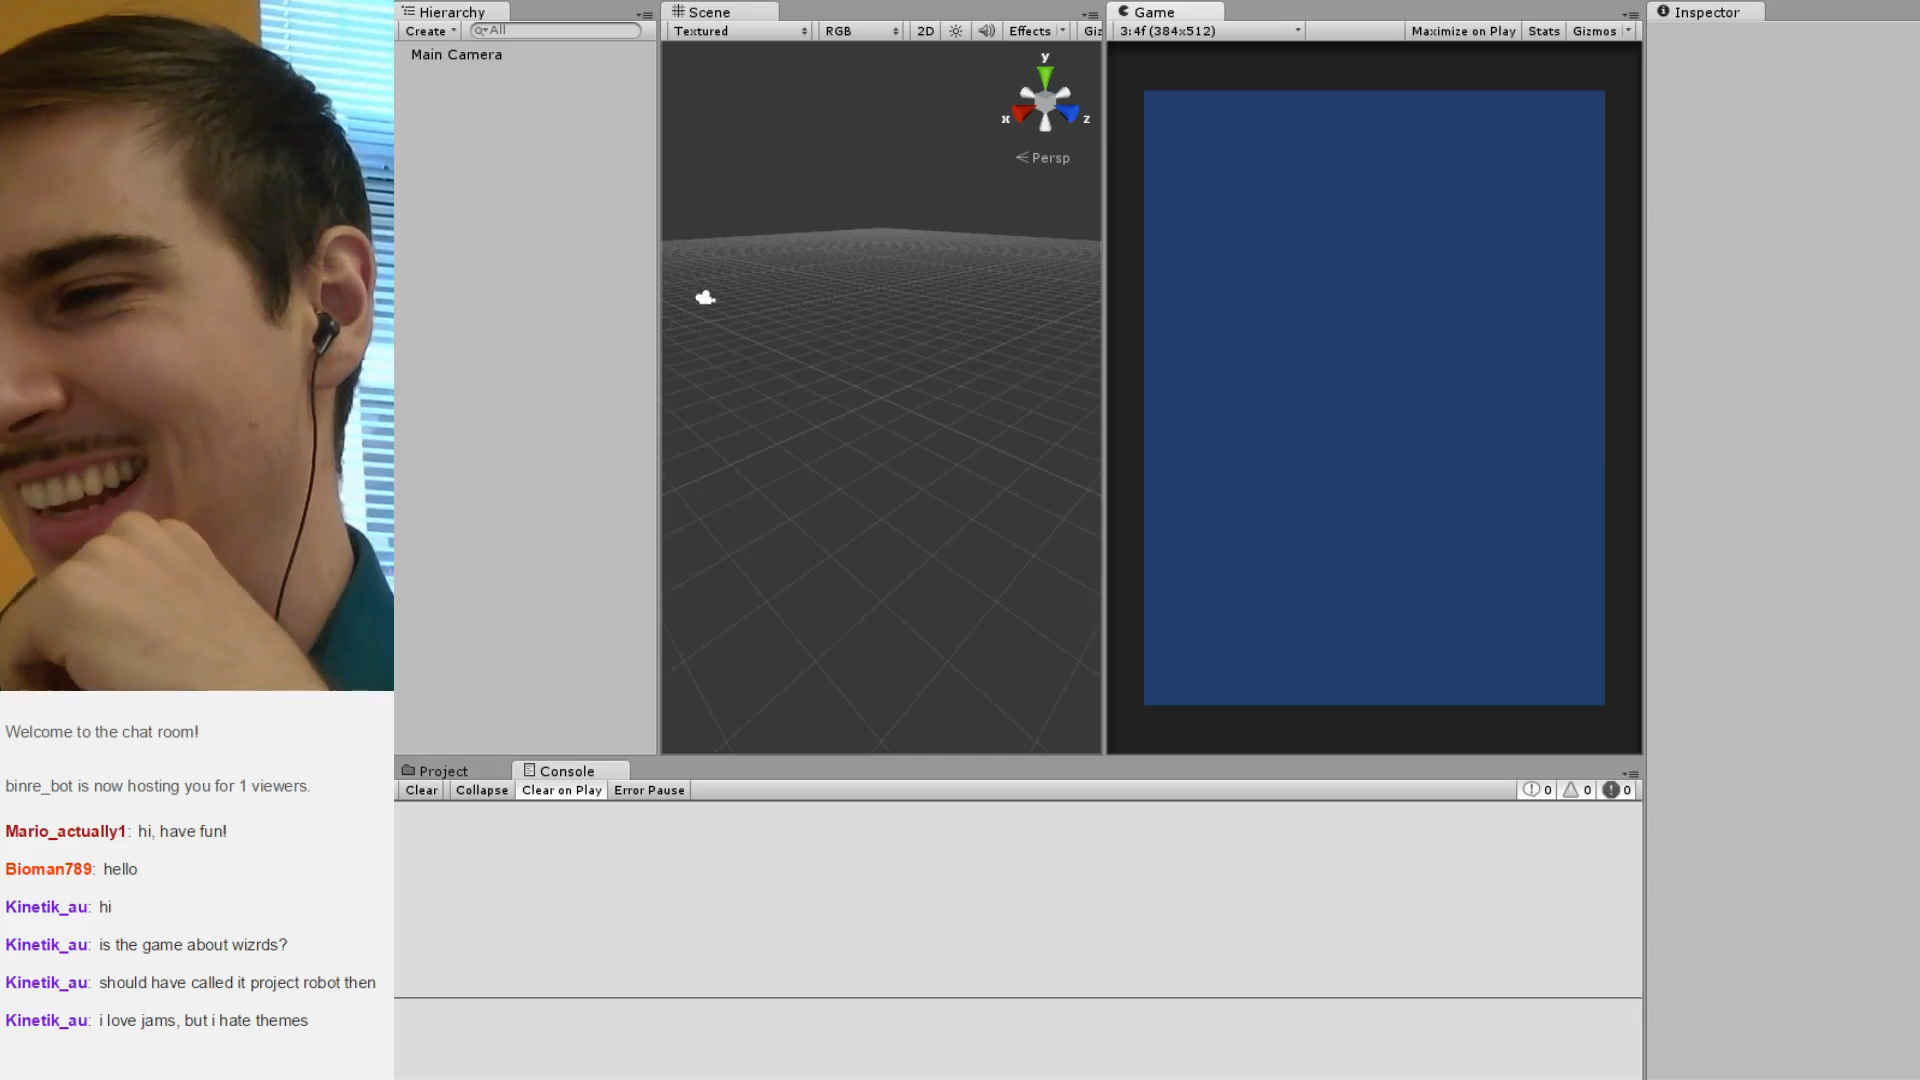 Hierarchy
Create
All
Main Camera
Scene
Textured
RGB
2D
Effects
Giz
y
x
z
Persp
Game
3:4f (384x512)
Maximize on Play
Stats
Gizmos
Inspector
Project
Console
Clear
Collapse
Clear on Play
Error Pause
0
0
0
Welcome to the chat room!
binre_bot is now hosting you for 1 viewers.
Mario_actually1: hi, have fun!
Bioman789: hello
Kinetik_au: hi
Kinetik_au: is the game about wizrds?
Kinetik_au: should have called it project robot then
Kinetik_au: i love jams, but i hate themes